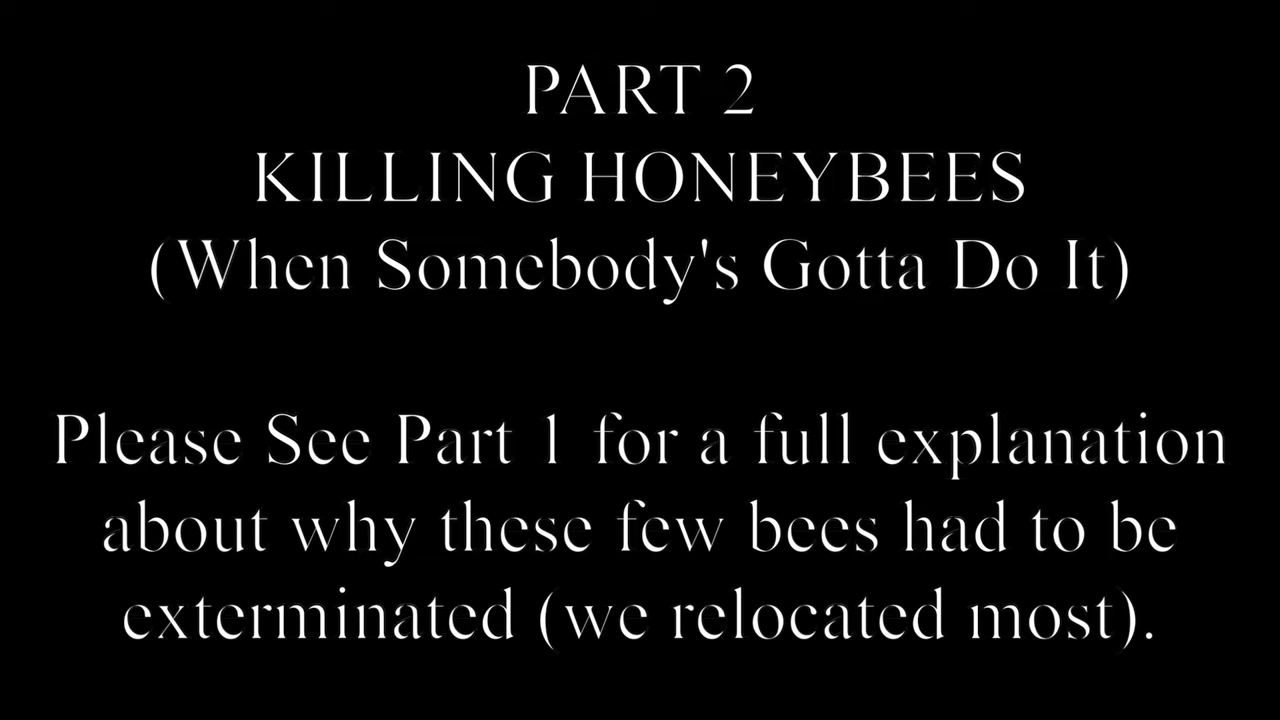 PART 2
KILLING HONEYBEES
(When Somebody's Gotta Do It)
Please See Part 1 for a full explanation
about why these few bees had to be
exterminated (we relocated most).